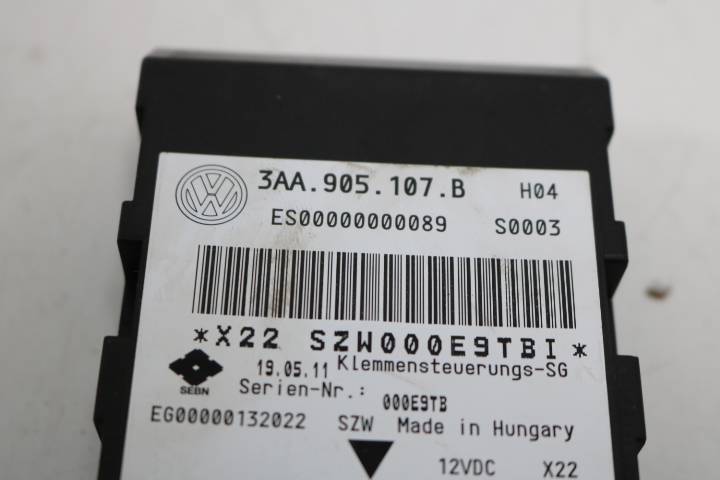 3AA.905.107.B H04
ES00000000089 S0003
*X22 SZW000E9TBI*
19.05.11 Klemmensteuerungs-SG
SEBN
Serien-Nr.: 000E9TB
EG00000132022 SZW Made in Hungary
12VDC X22